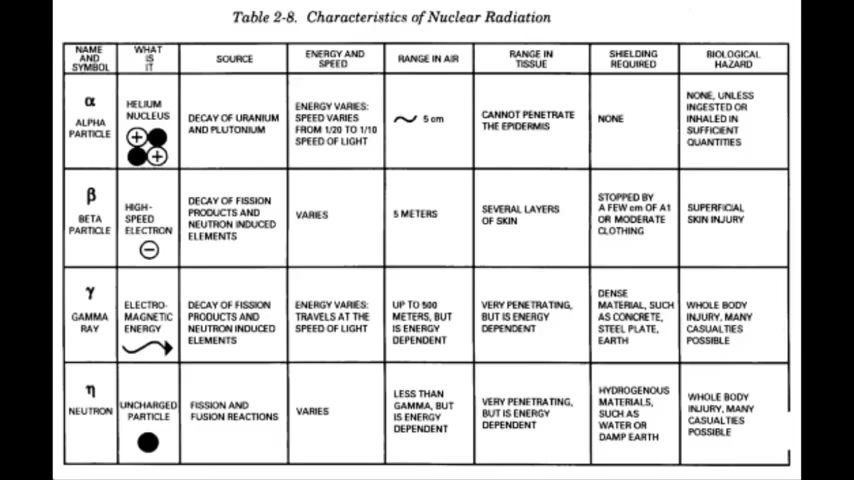 Table 2-8. Characteristics of Nuclear Radiation
NAME AND SYMBOL
WHAT IS IT
SOURCE
ENERGY AND SPEED
RANGE IN AIR
RANGE IN TISSUE
SHIELDING REQUIRED
BIOLOGICAL HAZARD
α
ALPHA
PARTICLE
HELIUM
NUCLEUS
+
+
DECAY OF URANIUM
AND PLUTONIUM
ENERGY VARIES:
SPEED VARIES
FROM 1/20 TO 1/10
SPEED OF LIGHT
~ 5 cm
CANNOT PENETRATE
THE EPIDERMIS
NONE
NONE, UNLESS
INGESTED OR
INHALED IN
SUFFICIENT
QUANTITIES
β
BETA
PARTICLE
HIGH-
SPEED
ELECTRON
−
DECAY OF FISSION
PRODUCTS AND
NEUTRON INDUCED
ELEMENTS
VARIES
5 METERS
SEVERAL LAYERS
OF SKIN
STOPPED BY
A FEW cm OF A1
OR MODERATE
CLOTHING
SUPERFICIAL
SKIN INJURY
γ
GAMMA
RAY
ELECTRO-
MAGNETIC
ENERGY
DECAY OF FISSION
PRODUCTS AND
NEUTRON INDUCED
ELEMENTS
ENERGY VARIES:
TRAVELS AT THE
SPEED OF LIGHT
UP TO 500
METERS, BUT
IS ENERGY
DEPENDENT
VERY PENETRATING,
BUT IS ENERGY
DEPENDENT
DENSE
MATERIAL, SUCH
AS CONCRETE,
STEEL PLATE,
EARTH
WHOLE BODY
INJURY, MANY
CASUALTIES
POSSIBLE
η
NEUTRON
UNCHARGED
PARTICLE
FISSION AND
FUSION REACTIONS
VARIES
LESS THAN
GAMMA, BUT
IS ENERGY
DEPENDENT
VERY PENETRATING,
BUT IS ENERGY
DEPENDENT
HYDROGENOUS
MATERIALS,
SUCH AS
WATER OR
DAMP EARTH
WHOLE BODY
INJURY, MANY
CASUALTIES
POSSIBLE